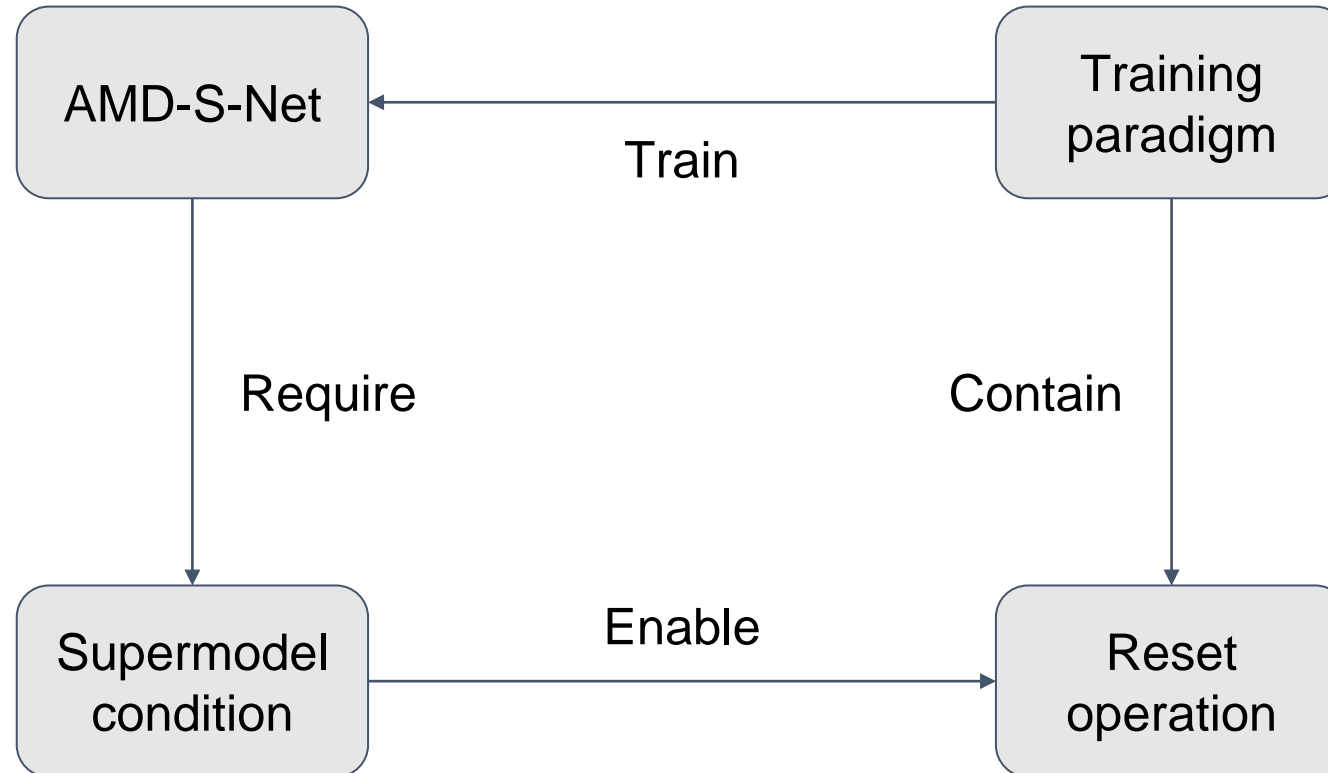 AMD-S-Net
Training
paradigm
Train
Require
Contain
Supermodel
condition
Enable
Reset
operation